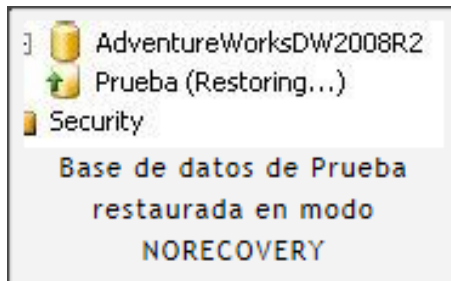 AdventureWorksDW2008R2
Prueba (Restoring...)
Security
Base de datos de Prueba
restaurada en modo
NORECOVERY